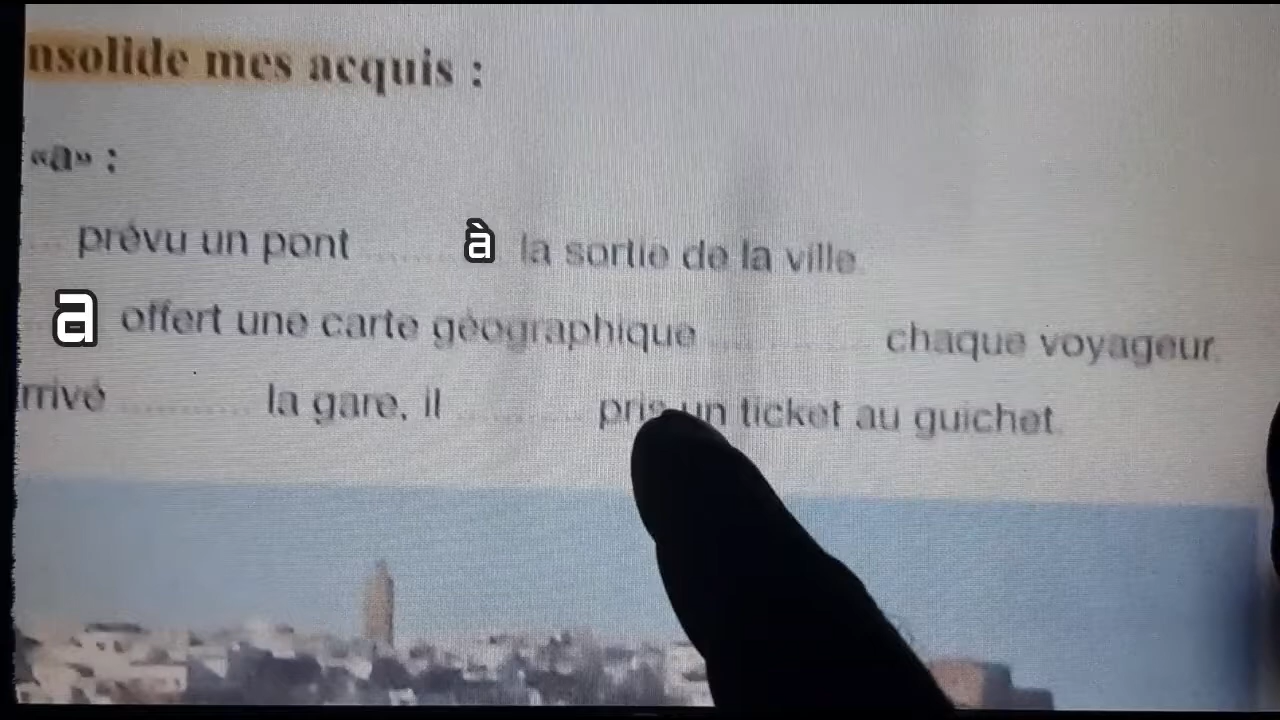 nsolide mes acquis :
«a» :
... prévu un pont ........ à la sortie de la ville.
a offert une carte géographique ............ chaque voyageur.
rrivé ............ la gare, il ............ pris un ticket au guichet.